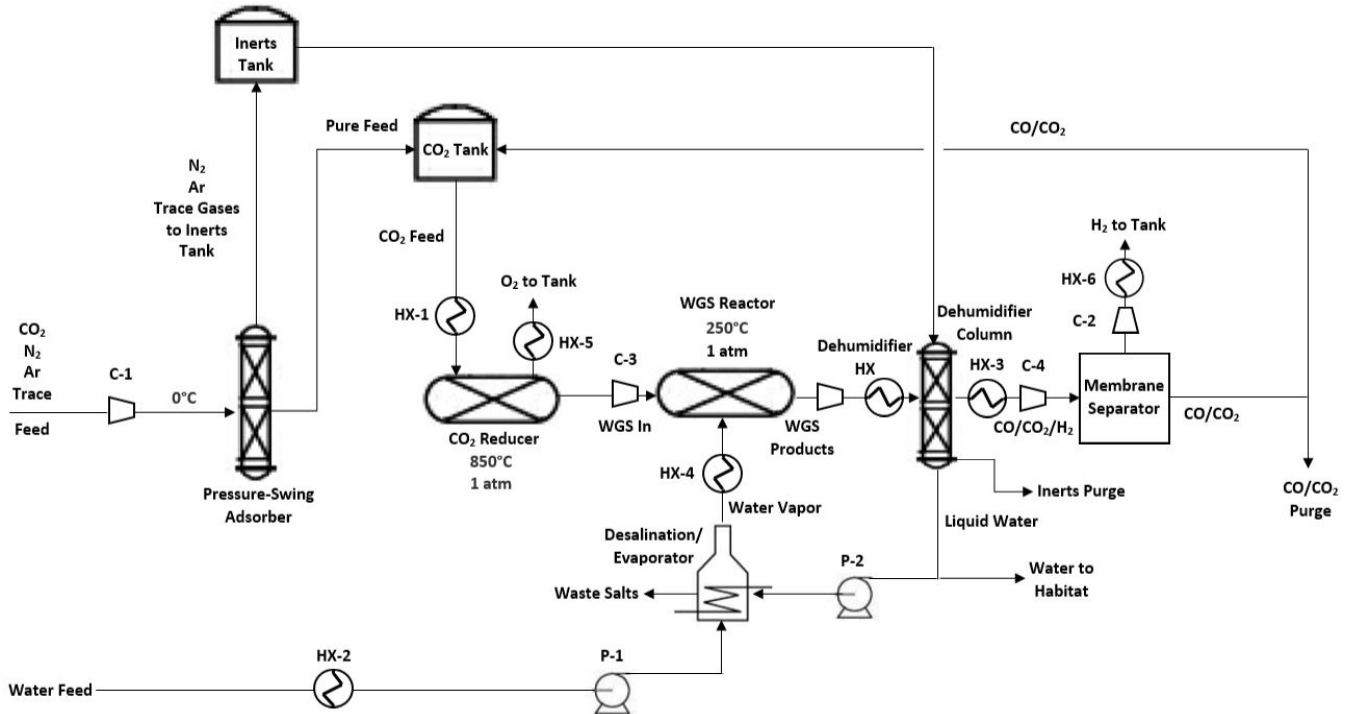 Inerts
Tank
Pure Feed
CO₂ Tank
CO/CO₂
N₂
Ar
Trace Gases
to Inerts
Tank
CO₂ Feed
H₂ to Tank
HX-6
C-2
O₂ to Tank
HX-1
HX-5
WGS Reactor
250°C
1 atm
Dehumidifier
Column
Dehumidifier
HX
HX-3
C-4
CO₂
N₂
Ar
Trace
Feed
C-1
0°C
C-3
Membrane
Separator
CO/CO₂
WGS In
WGS
Products
CO/CO₂/H₂
CO₂ Reducer
850°C
1 atm
Pressure-Swing
Adsorber
HX-4
Water Vapor
Inerts Purge
CO/CO₂
Purge
Liquid Water
Desalination/
Evaporator
P-2
Waste Salts
Water to
Habitat
HX-2
P-1
Water Feed